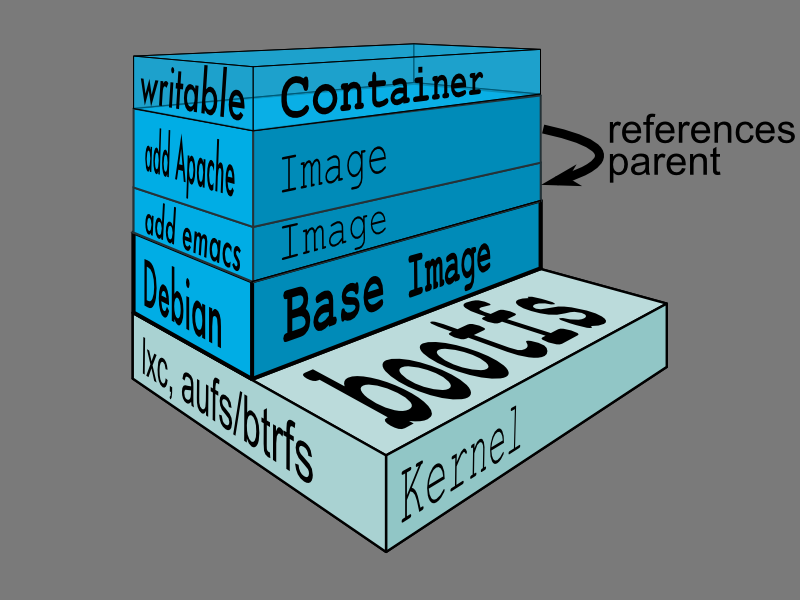 writable
Container
references
parent
add Apache
Image
add emacs
Image
Debian
Base Image
bootfs
lxc, aufs/btrfs
Kernel